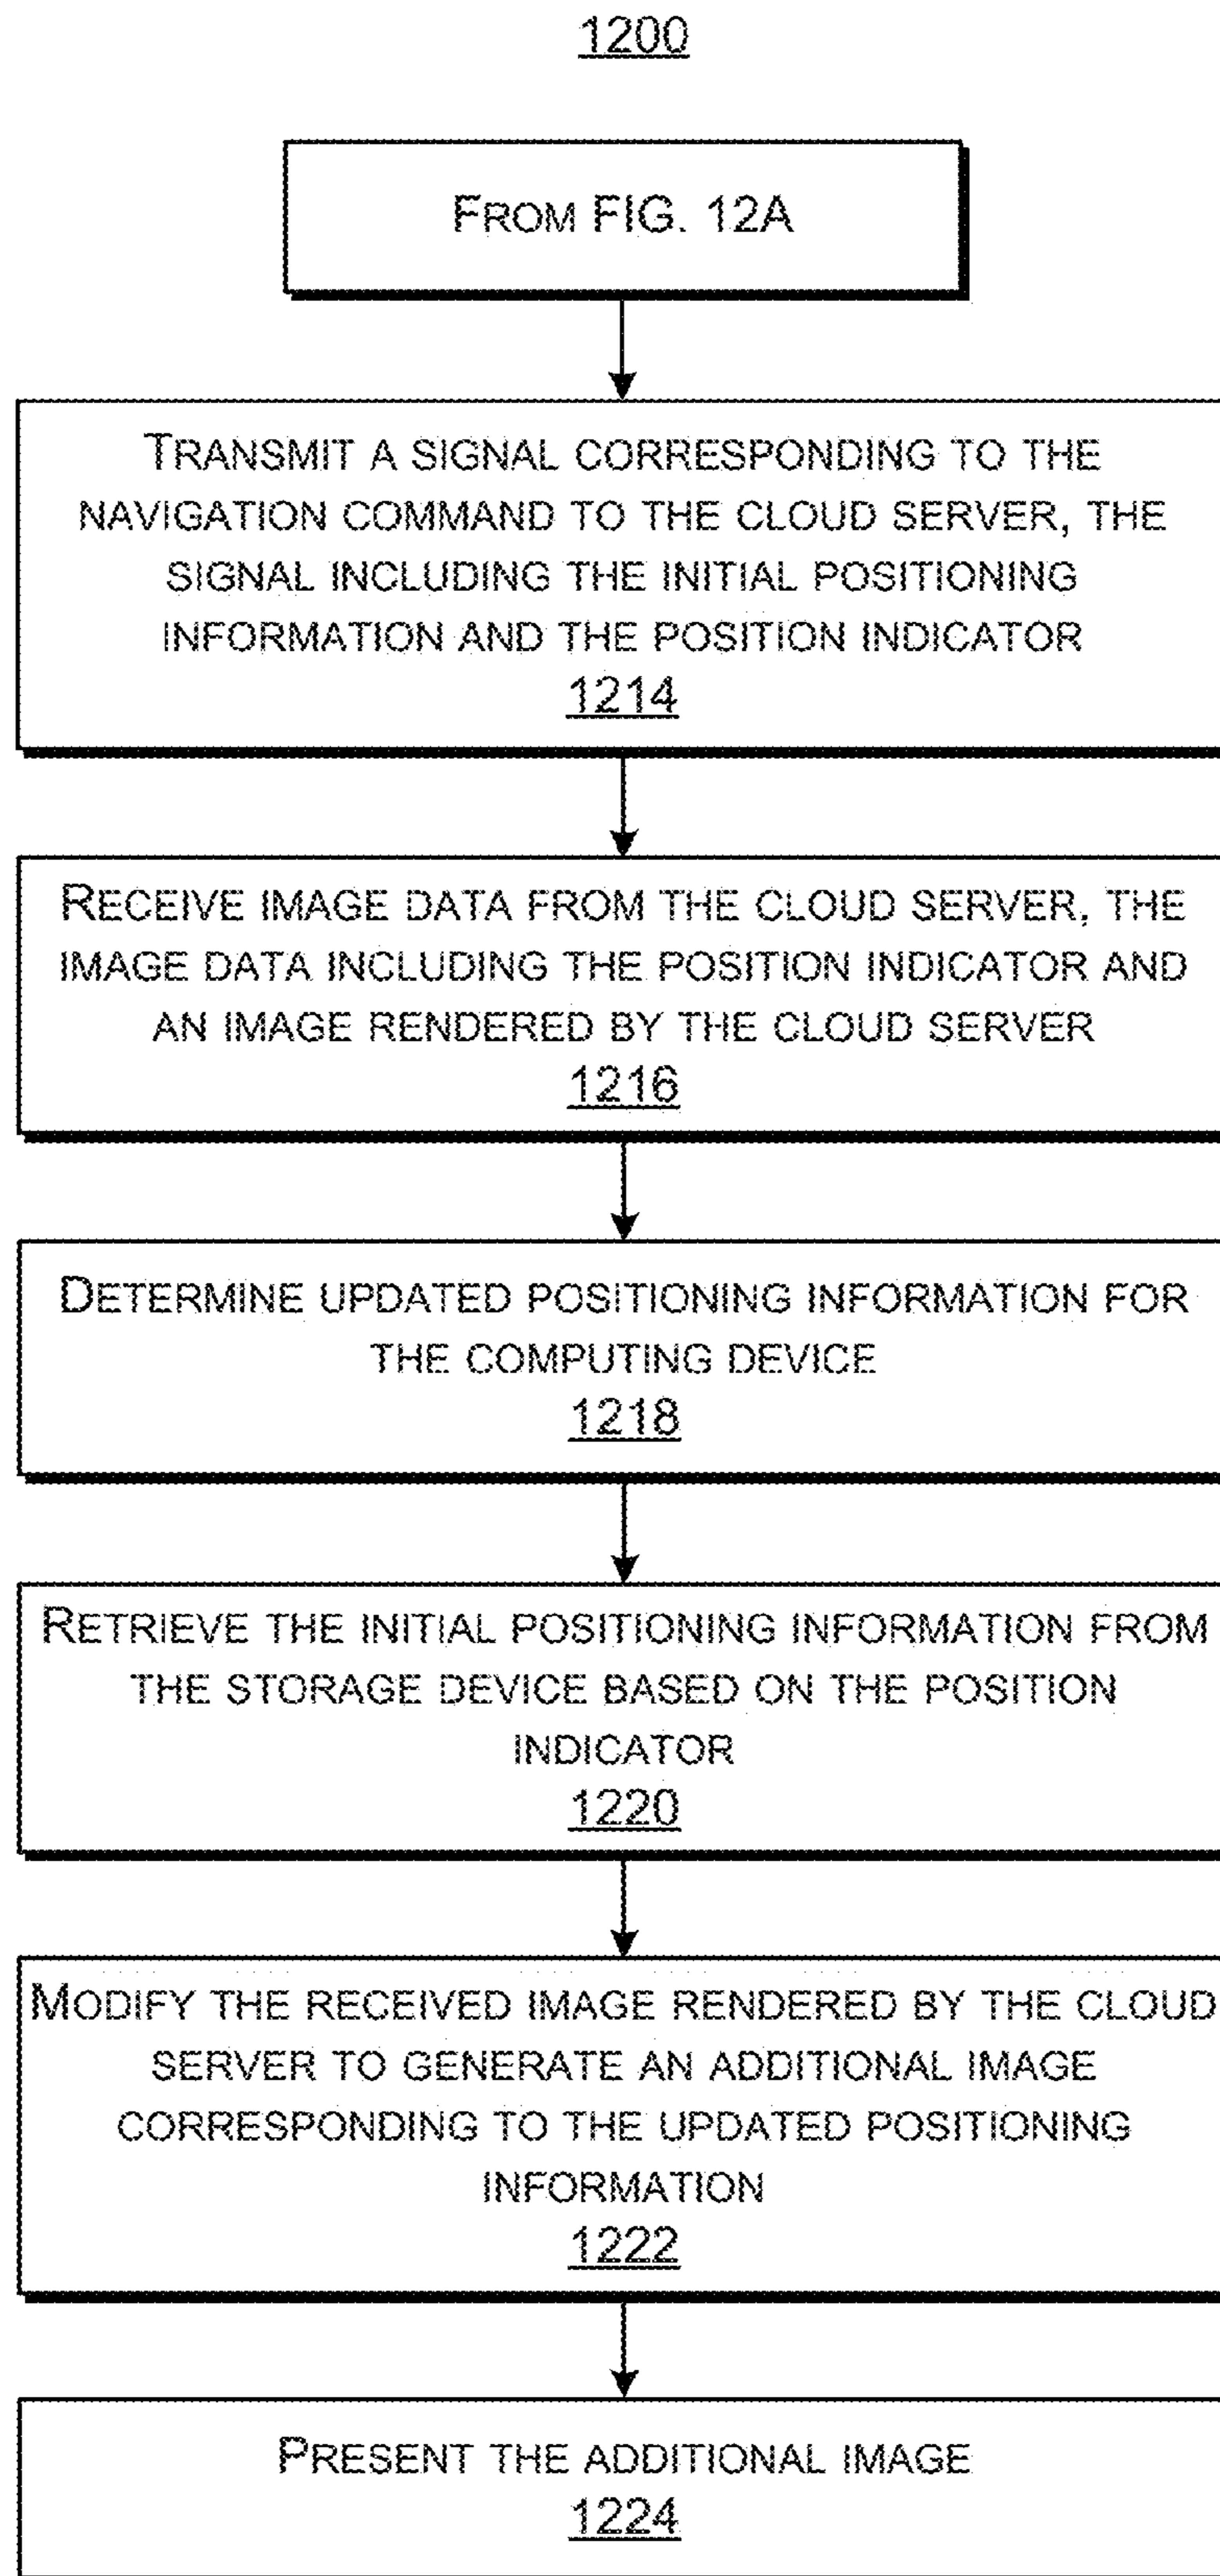 1200
FROM FIG. 12A
TRANSMIT A SIGNAL CORRESPONDING TO THE
NAVIGATION COMMAND TO THE CLOUD SERVER, THE
SIGNAL INCLUDING THE INITIAL POSITIONING
INFORMATION AND THE POSITION INDICATOR
1214
RECEIVE IMAGE DATA FROM THE CLOUD SERVER, THE
IMAGE DATA INCLUDING THE POSITION INDICATOR AND
AN IMAGE RENDERED BY THE CLOUD SERVER
1216
DETERMINE UPDATED POSITIONING INFORMATION FOR
THE COMPUTING DEVICE
1218
RETRIEVE THE INITIAL POSITIONING INFORMATION FROM
THE STORAGE DEVICE BASED ON THE POSITION
INDICATOR
1220
MODIFY THE RECEIVED IMAGE RENDERED BY THE CLOUD
SERVER TO GENERATE AN ADDITIONAL IMAGE
CORRESPONDING TO THE UPDATED POSITIONING
INFORMATION
1222
PRESENT THE ADDITIONAL IMAGE
1224